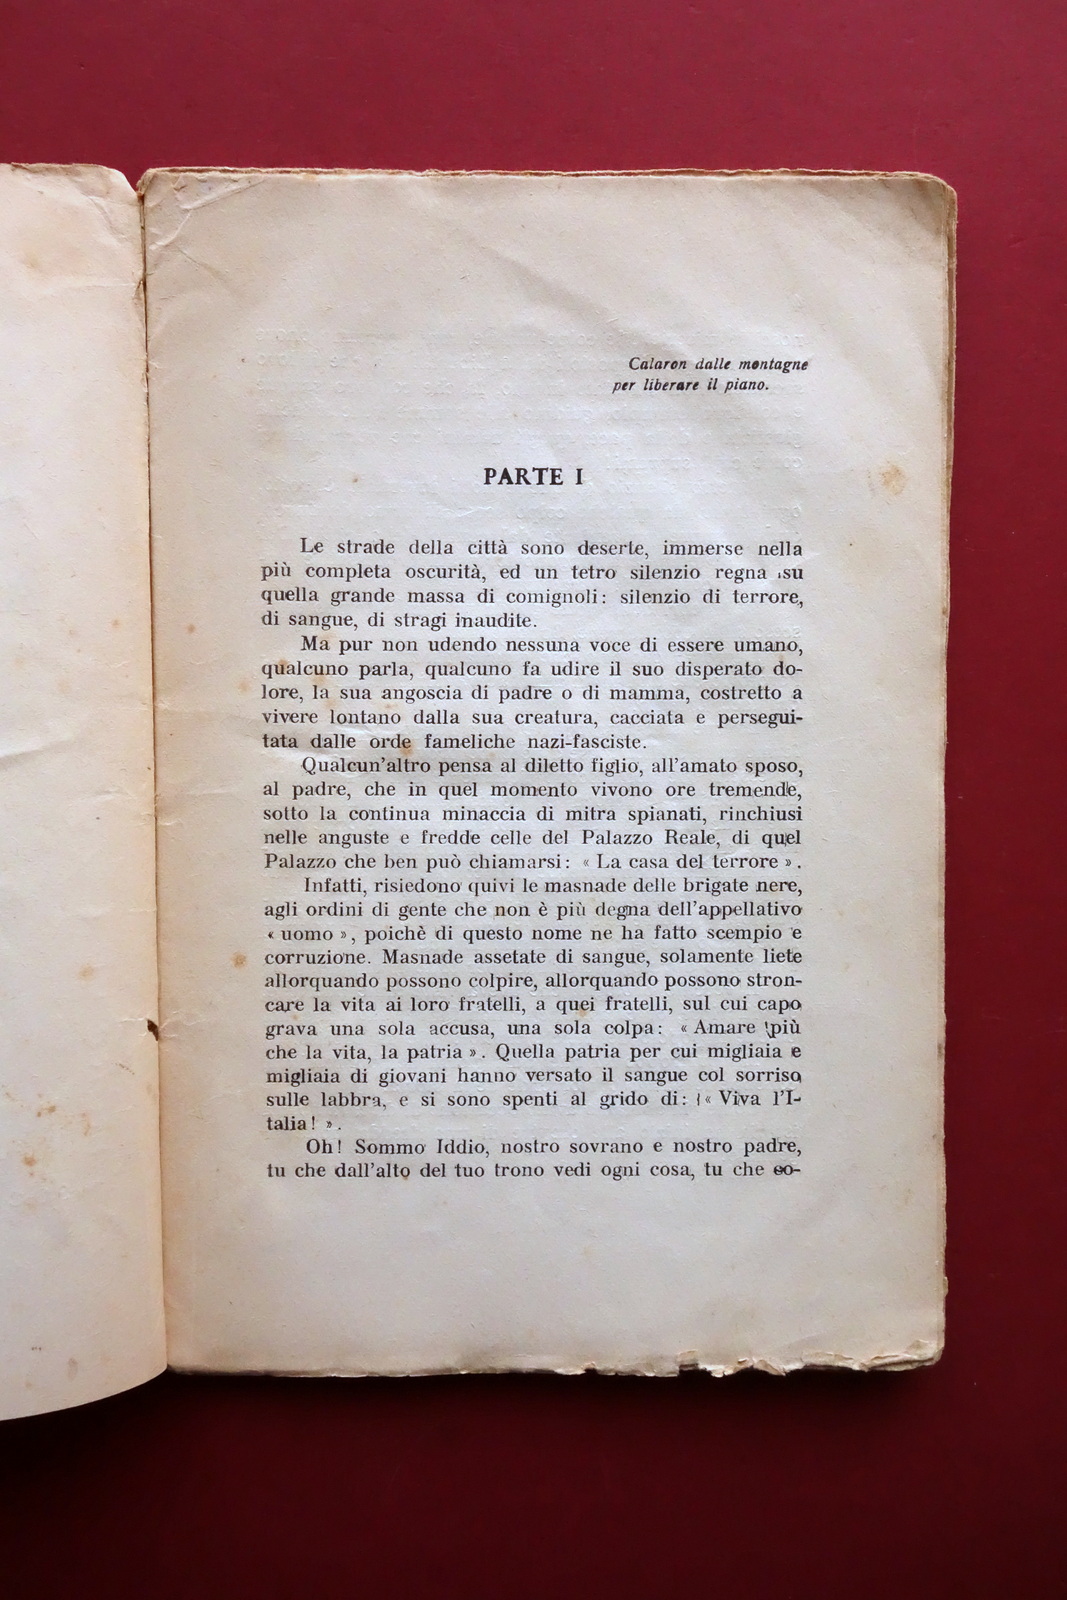 Calaron dalle montagne
per liberare il piano.
PARTE I
Le strade della città sono deserte, immerse nella
più completa oscurità, ed un tetro silenzio regna su
quella grande massa di comignoli: silenzio di terrore,
di sangue, di stragi inaudite.
Ma pur non udendo nessuna voce di essere umano,
qualcuno parla, qualcuno fa udire il suo disperato do-
lore, la sua angoscia di padre o di mamma, costretto a
vivere lontano dalla sua creatura, cacciata e persegui-
tata dalle orde fameliche nazi-fasciste.
Qualcun'altro pensa al diletto figlio, all'amato sposo,
al padre, che in quel momento vivono ore tremende,
sotto la continua minaccia di mitra spianati, rinchiusi
nelle anguste e fredde celle del Palazzo Reale, di quel
Palazzo che ben può chiamarsi: « La casa del terrore ».
Infatti, risiedono quivi le masnade delle brigate nere,
agli ordini di gente che non è più degna dell'appellativo
« uomo », poichè di questo nome ne ha fatto scempio e
corruzione. Masnade assetate di sangue, solamente liete
allorquando possono colpire, allorquando possono stron-
care la vita ai loro fratelli, a quei fratelli, sul cui capo
grava una sola accusa, una sola colpa: « Amare più
che la vita, la patria ». Quella patria per cui migliaia e
migliaia di giovani hanno versato il sangue col sorriso
sulle labbra, e si sono spenti al grido di: « Viva l'I-
talia! ».
Oh! Sommo Iddio, nostro sovrano e nostro padre,
tu che dall'alto del tuo trono vedi ogni cosa, tu che co-